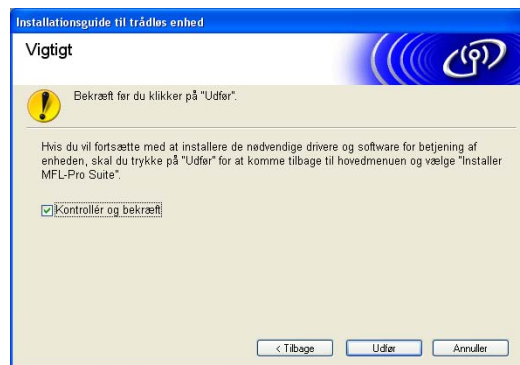 Installationsguide til trådløs enhed
Vigtigt
Bekræft før du klikker på "Udfør".
Hvis du vil fortsætte med at installere de nødvendige drivere og software for betjening af
enheden, skal du trykke på "Udfør" for at komme tilbage til hovedmenuen og vælge "Installer
MFL-Pro Suite".
Kontrollér og bekræft
< Tilbage
Udfør
Annuller